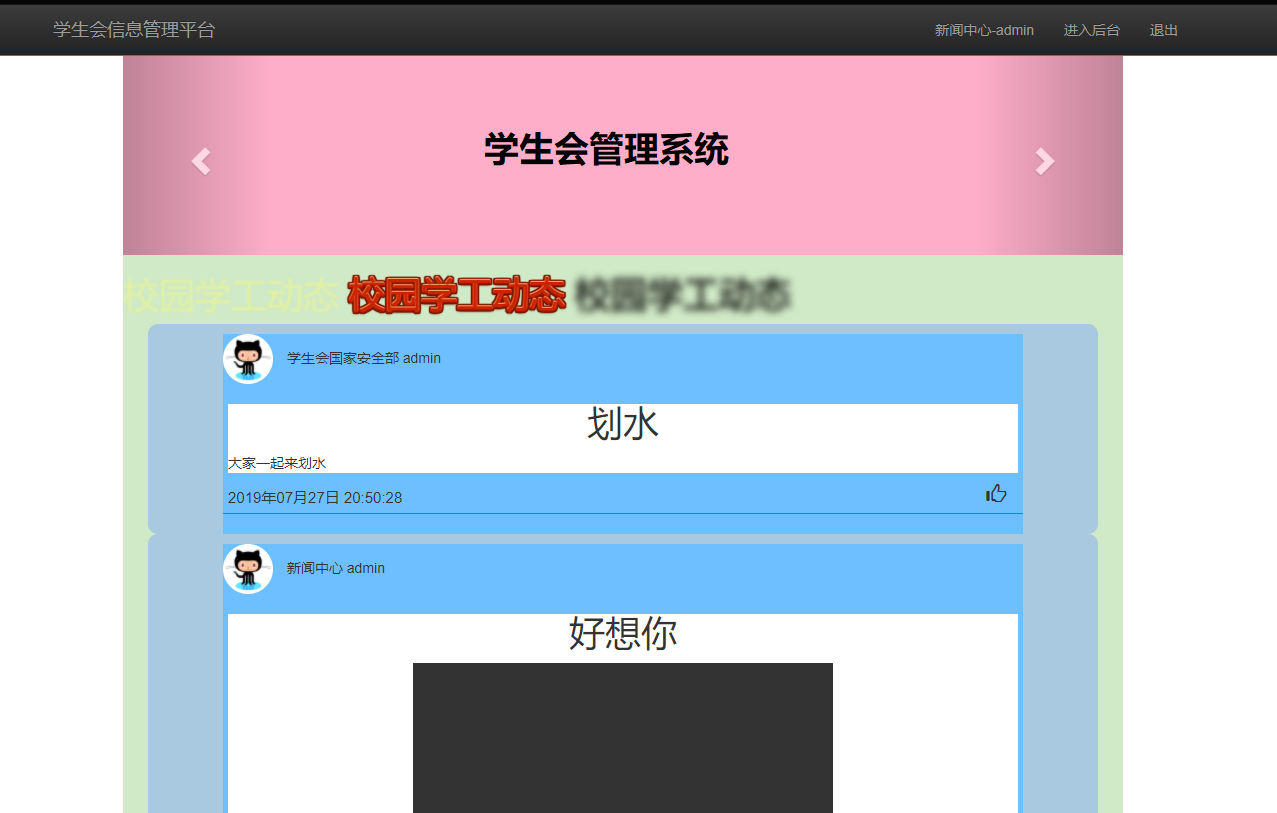 学生会信息管理平台 新闻中心-admin 进入后台 退出
学生会管理系统
校园学工动态 校园学工动态 校园学工动态
学生会国家安全部 admin
划水
大家一起来划水
2019年07月27日 20:50:28
新闻中心 admin
好想你